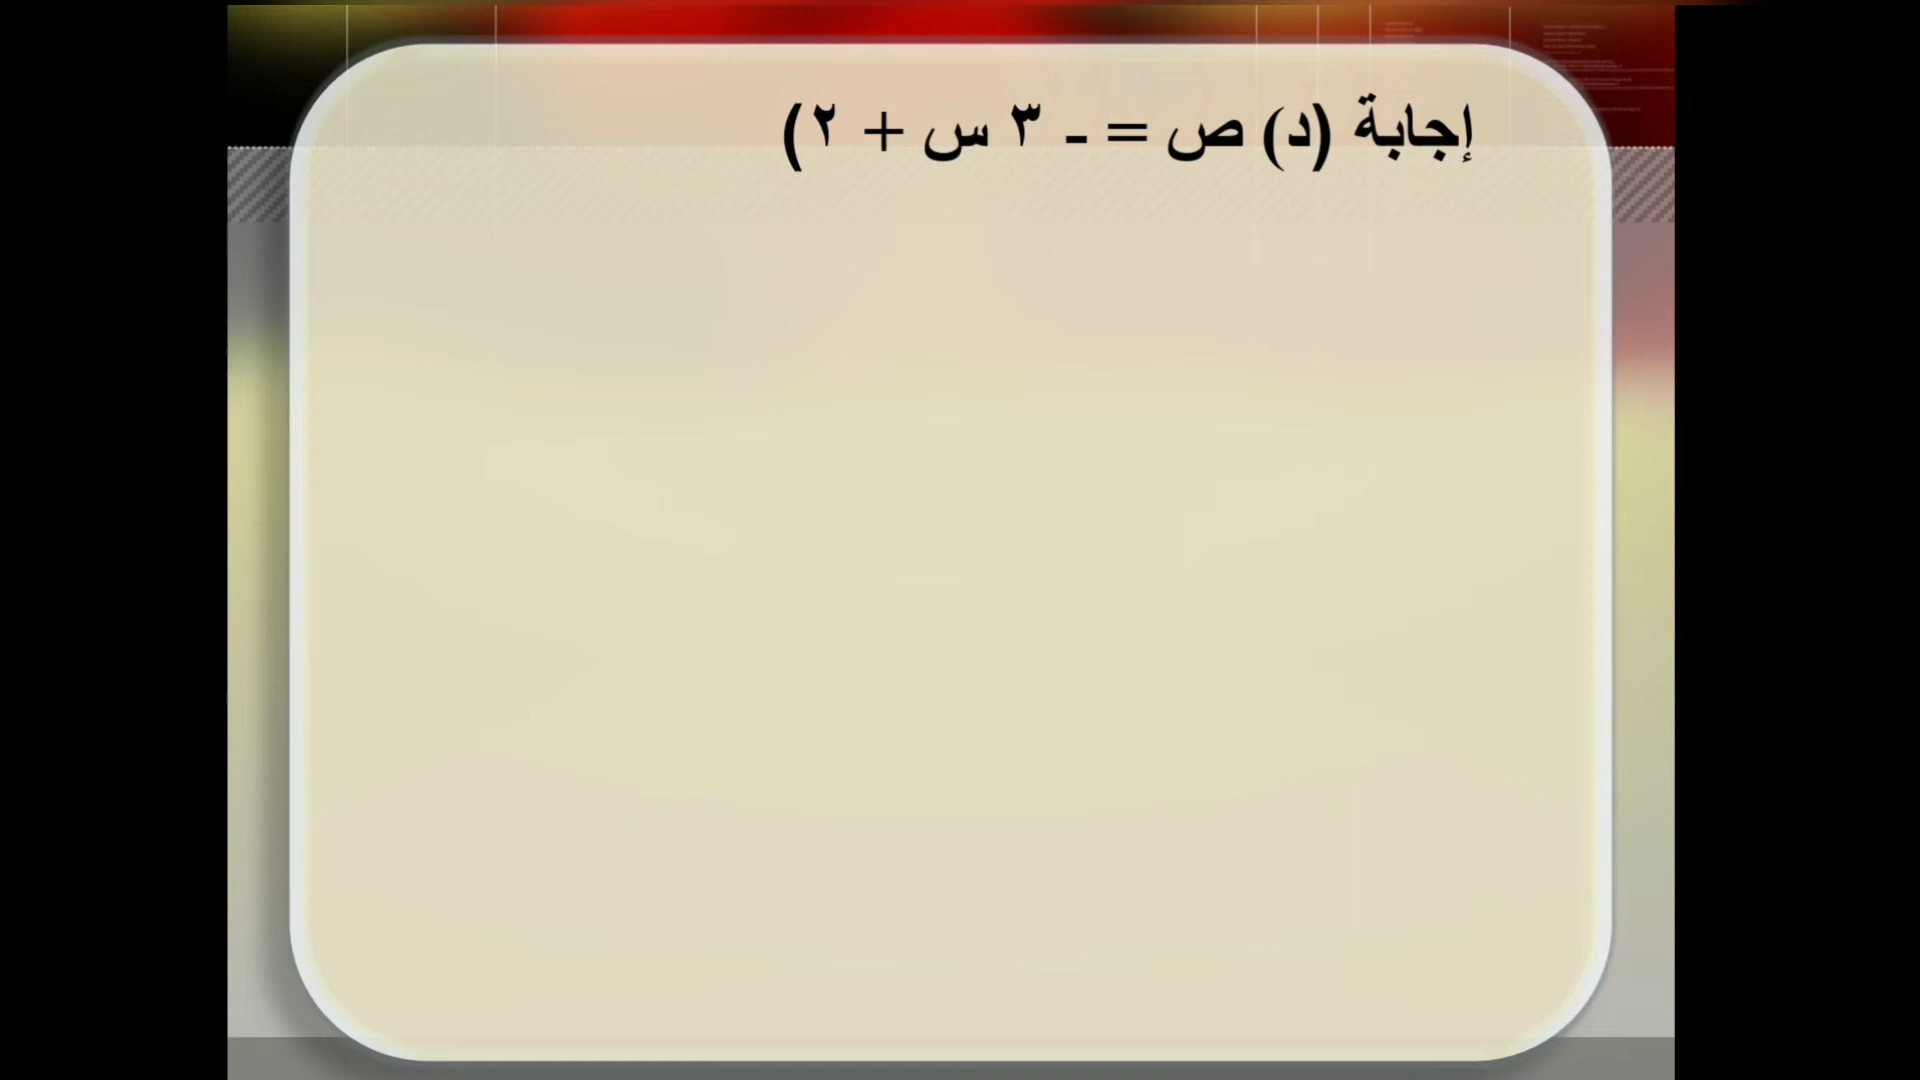 إجابة (د) ص = - ٣ س + ٢)